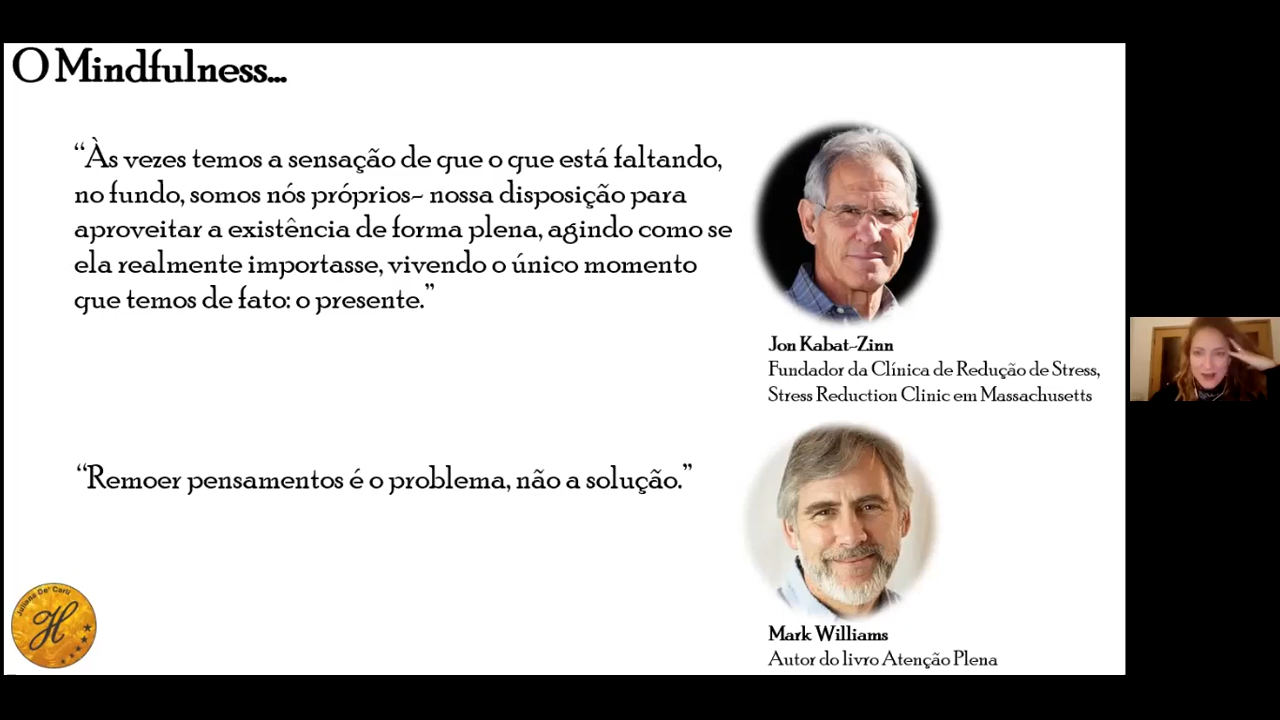 O Mindfulness...
“Às vezes temos a sensação de que o que está faltando,
no fundo, somos nós próprios- nossa disposição para
aproveitar a existência de forma plena, agindo como se
ela realmente importasse, vivendo o único momento
que temos de fato: o presente.”
Jon Kabat-Zinn
Fundador da Clínica de Redução de Stress,
Stress Reduction Clinic em Massachusetts
“Remoer pensamentos é o problema, não a solução.”
Mark Williams
Autor do livro Atenção Plena
Juliana De' Carli
H